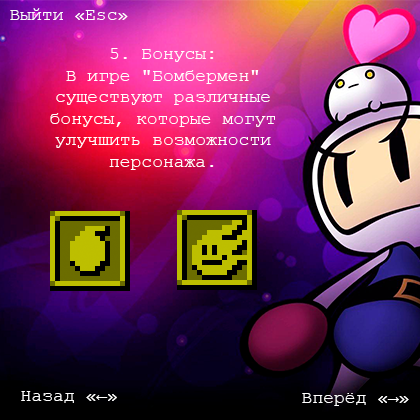 Выйти «Esc»
5. Бонусы:
В игре "Бомбермен"
существуют различные
бонусы, которые могут
улучшить возможности
персонажа.
Назад «←»
Вперёд «→»